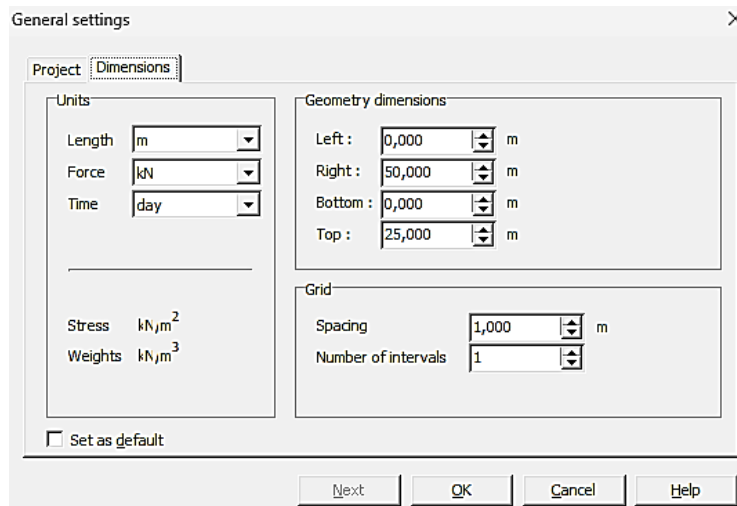 General settings
Project
Dimensions
Units
Length m
Force kN
Time day
Stress kN/m2
Weights kN/m3
Geometry dimensions
Left : 0,000 m
Right : 50,000 m
Bottom : 0,000 m
Top : 25,000 m
Grid
Spacing 1,000 m
Number of intervals 1
Set as default
Next OK Cancel Help